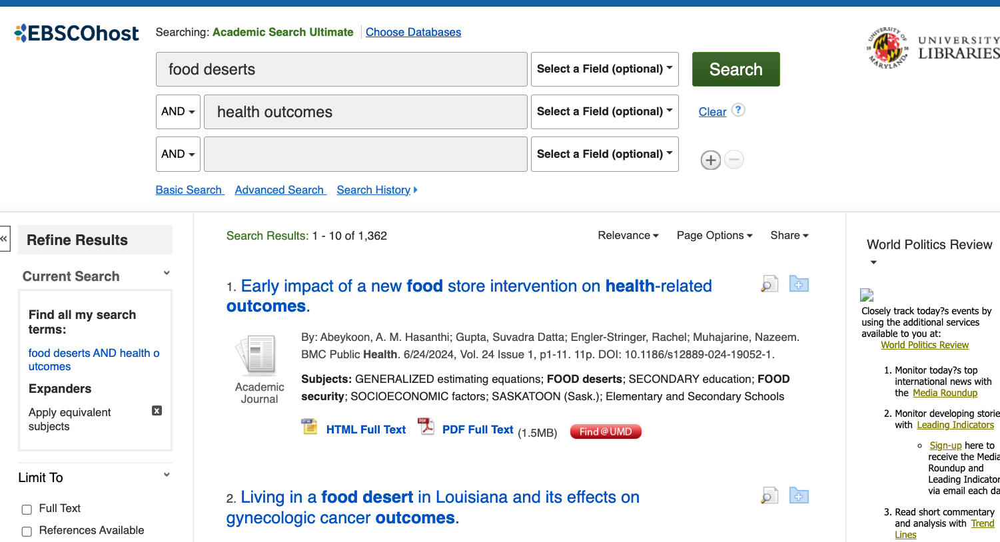 EBSCOhost
Searching: Academic Search Ultimate
Choose Databases
UNIVERSITY OF MARYLAND
18 56
UNIVERSITY
LIBRARIES
food deserts
Select a Field (optional)
Search
AND
health outcomes
Select a Field (optional)
Clear
?
AND
Select a Field (optional)
Basic Search
Advanced Search
Search History
«
Refine Results
Current Search
Find all my search
terms:
food deserts AND health o
utcomes
Expanders
Apply equivalent
subjects
x
Limit To
Full Text
References Available
Search Results: 1 - 10 of 1,362
Relevance
Page Options
Share
1. Early impact of a new food store intervention on health-related
outcomes.
Academic
Journal
By: Abeykoon, A. M. Hasanthi; Gupta, Suvadra Datta; Engler-Stringer, Rachel; Muhajarine, Nazeem.
BMC Public Health. 6/24/2024, Vol. 24 Issue 1, p1-11. 11p. DOI: 10.1186/s12889-024-19052-1.
Subjects: GENERALIZED estimating equations; FOOD deserts; SECONDARY education; FOOD
security; SOCIOECONOMIC factors; SASKATOON (Sask.); Elementary and Secondary Schools
HTML Full Text
PDF
PDF Full Text (1.5MB)
Find@UMD
2. Living in a food desert in Louisiana and its effects on
gynecologic cancer outcomes.
World Politics Review
Closely track today?s events by
using the additional services
available to you at:
World Politics Review
1. Monitor today?s top
international news with
the Media Roundup
2. Monitor developing storie
with Leading Indicators
Sign-up here to
receive the Media
Roundup and
Leading Indicator
via email each da
3. Read short commentary
and analysis with Trend
Lines